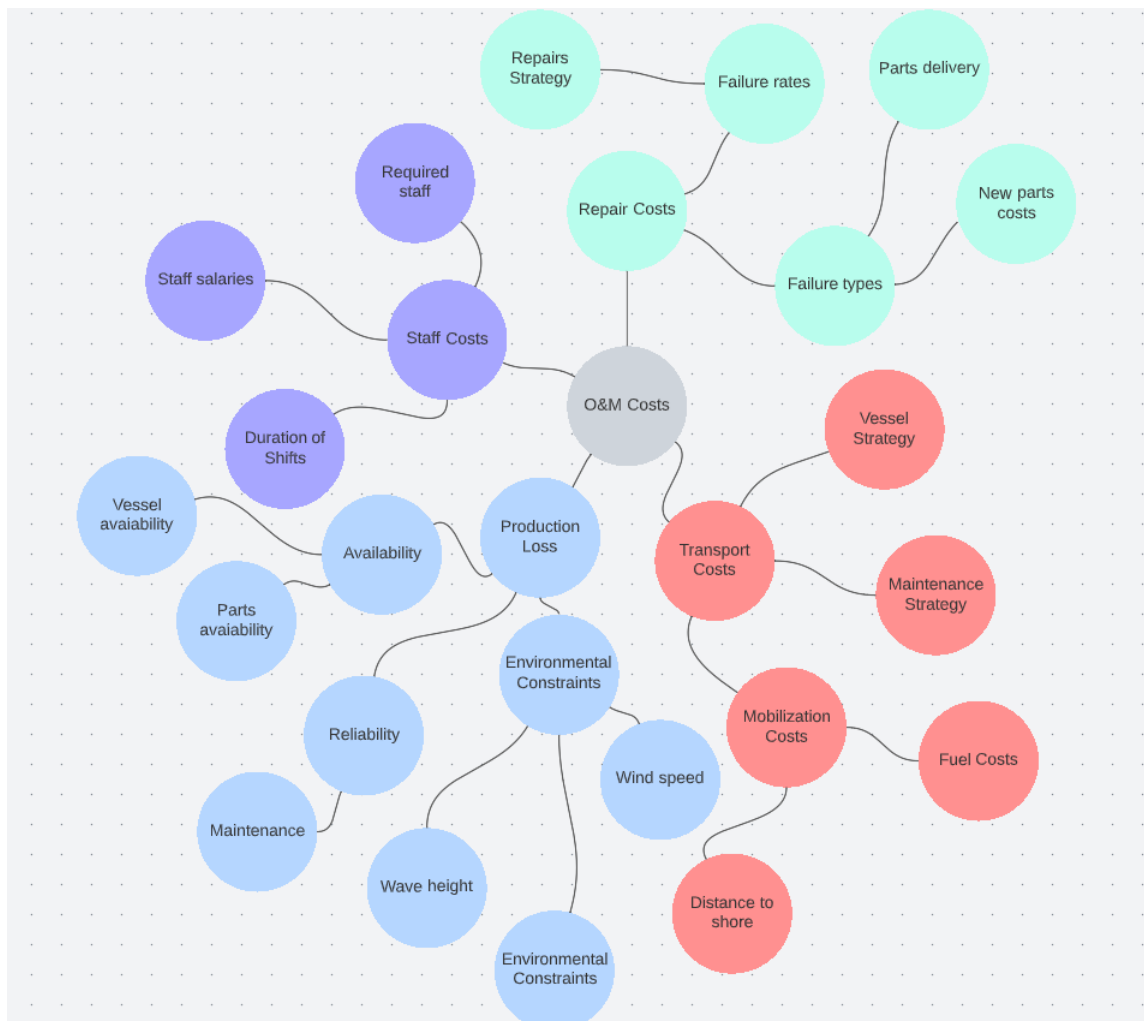 Repairs
Strategy
Failure rates
Parts delivery
Required
staff
Repair Costs
New parts
costs
Staff salaries
Failure types
Staff Costs
O&M Costs
Vessel
Strategy
Duration of
Shifts
Vessel
avaiability
Availability
Production
Loss
Transport
Costs
Maintenance
Strategy
Parts
avaiability
Environmental
Constraints
Reliability
Mobilization
Costs
Fuel Costs
Wind speed
Maintenance
Wave height
Distance to
shore
Environmental
Constraints